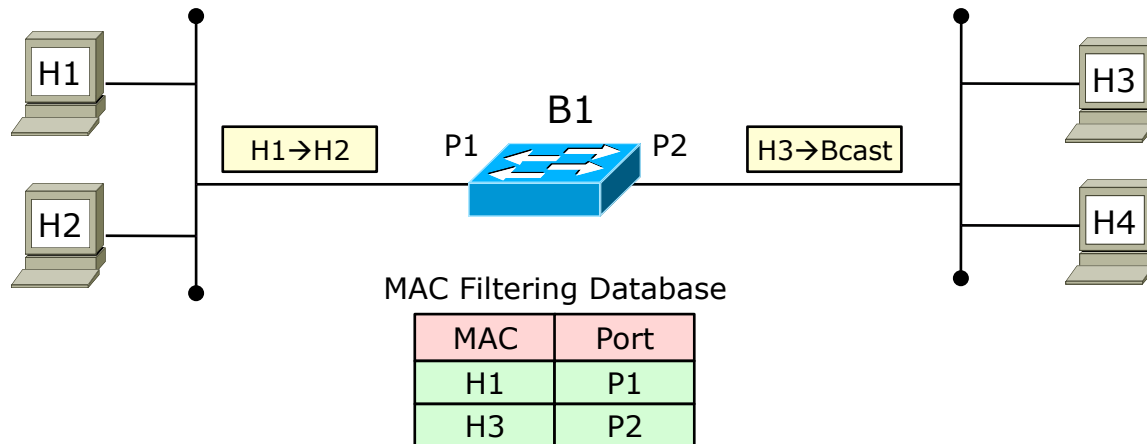 H1
H2
H1→H2
P1
B1
P2
H3→Bcast
H3
H4
MAC Filtering Database
MAC Port
H1 P1
H3 P2